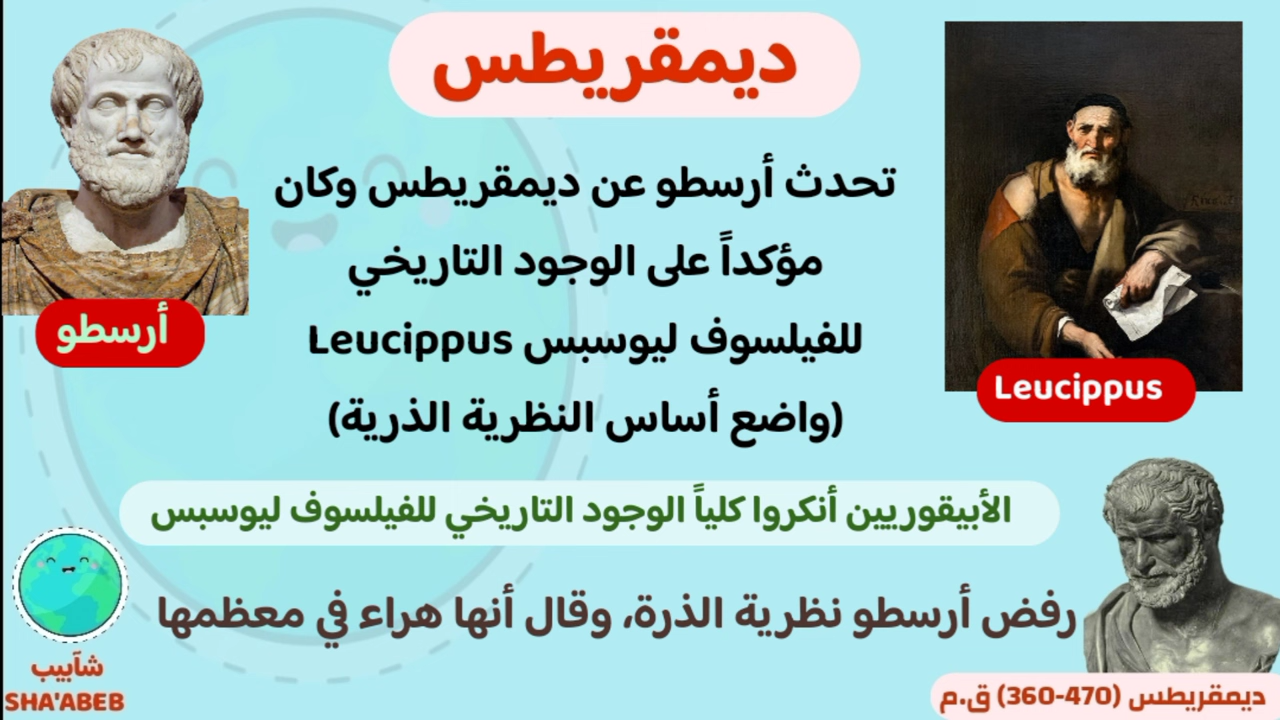 ديمقريطس
تحدث أرسطو عن ديمقريطس وكان
مؤكداً على الوجود التاريخي
للفيلسوف ليوسبس Leucippus
(واضع أساس النظرية الذرية)
أرسطو
Leucippus
الأبيقوريين أنكروا كلياً الوجود التاريخي للفيلسوف ليوسبس
رفض أرسطو نظرية الذرة، وقال أنها هراء في معظمها
شآبيب
SHA'ABEB
ديمقريطس (470-360) ق.م